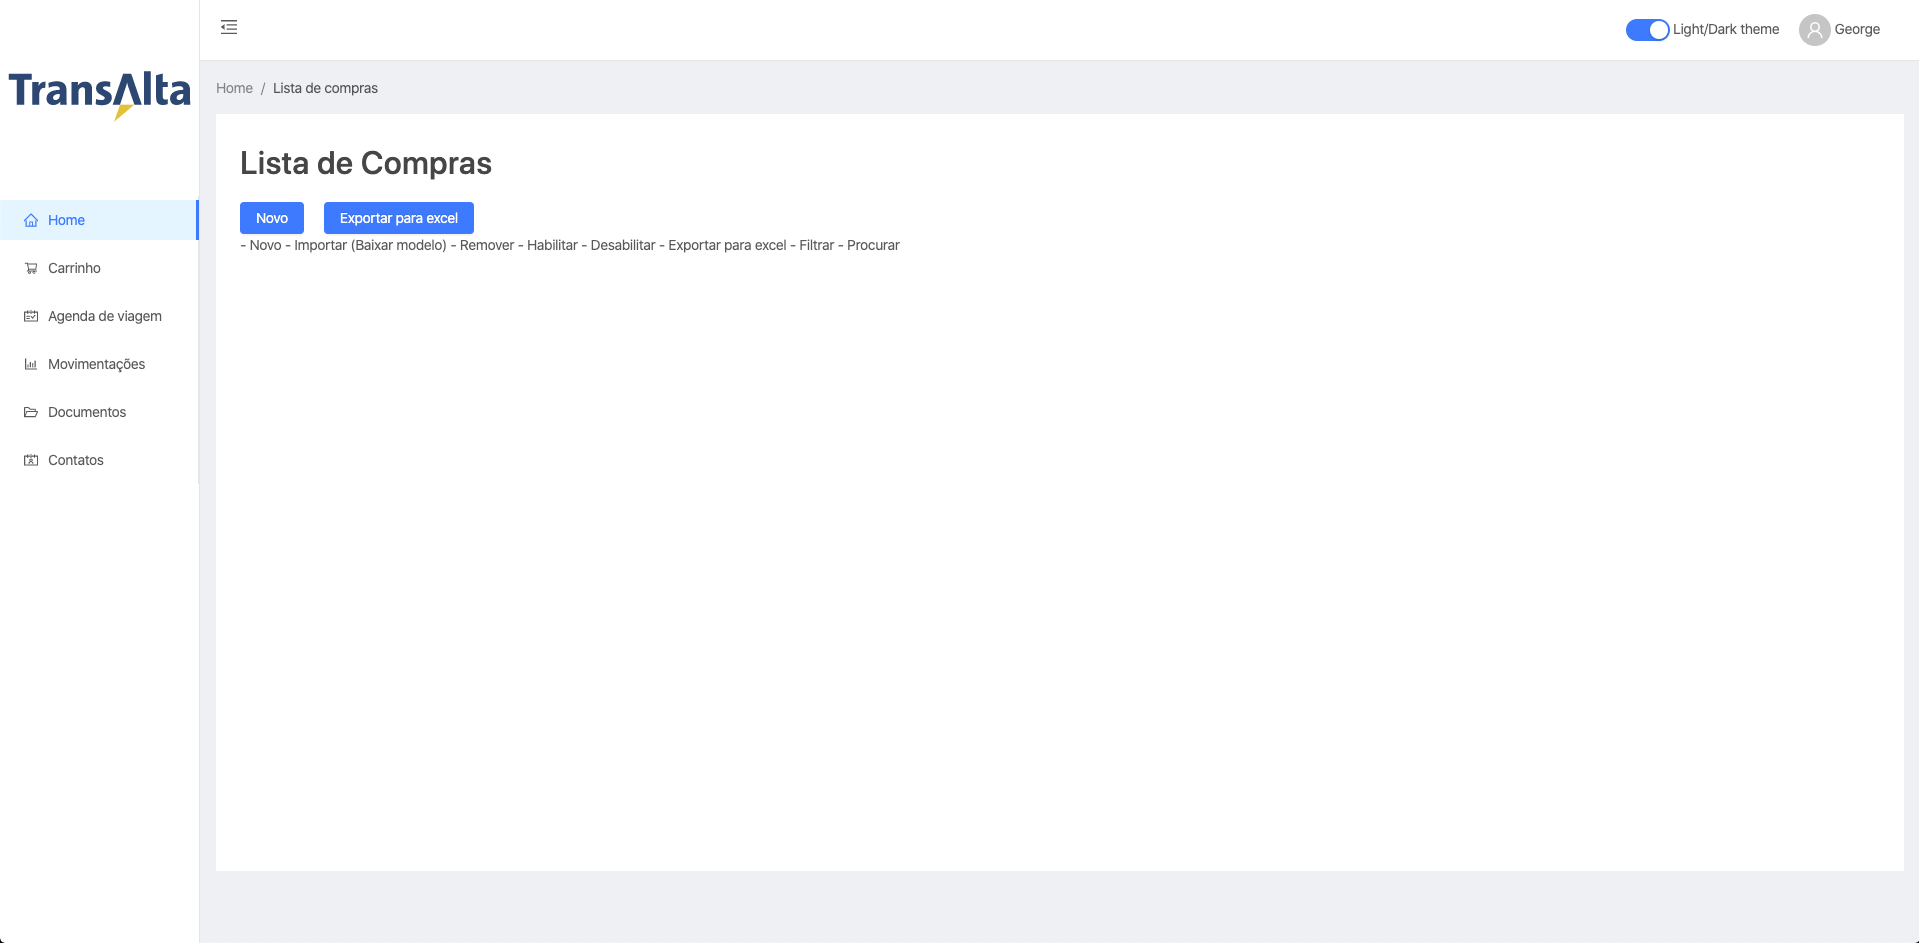 Light/Dark theme George
TransAlta
Home / Lista de compras
Lista de Compras
Novo Exportar para excel
- Novo - Importar (Baixar modelo) - Remover - Habilitar - Desabilitar - Exportar para excel - Filtrar - Procurar
Home
Carrinho
Agenda de viagem
Movimentações
Documentos
Contatos